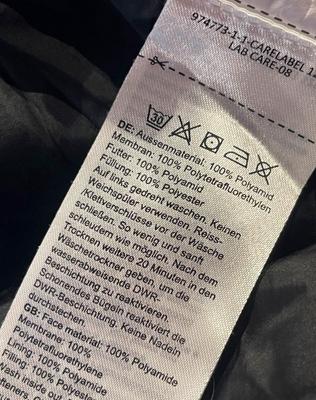 974773-1-1 CARELABEL
LAB CARE-08
30
DE: Aussenmaterial: 100% Polyamid
Membran: 100% Polytetrafluorethylen
Futter: 100% Polyamid
Füllung: 100% Polyester
Auf links gedreht waschen. Keinen
Weichspüler verwenden. Reiss-
/Klettverschlüsse vor der Wäsche
schließen. So wenig und sanft
schleudern wie möglich. Nach dem
Trocknen weitere 20 Minuten in den
Wäschetrockner geben, um die
wasserabweisende DWR-
Beschichtung zu reaktivieren.
Schonendes Bügeln reaktiviert die
DWR-Beschichtung. Keine Nadeln
durchstechen.
GB: Face material: 100% Polyamide
Membrane: 100%
Polytetrafluorethylene
Lining: 100% Polyamide
Filling: 100% Polyester
Wash inside out